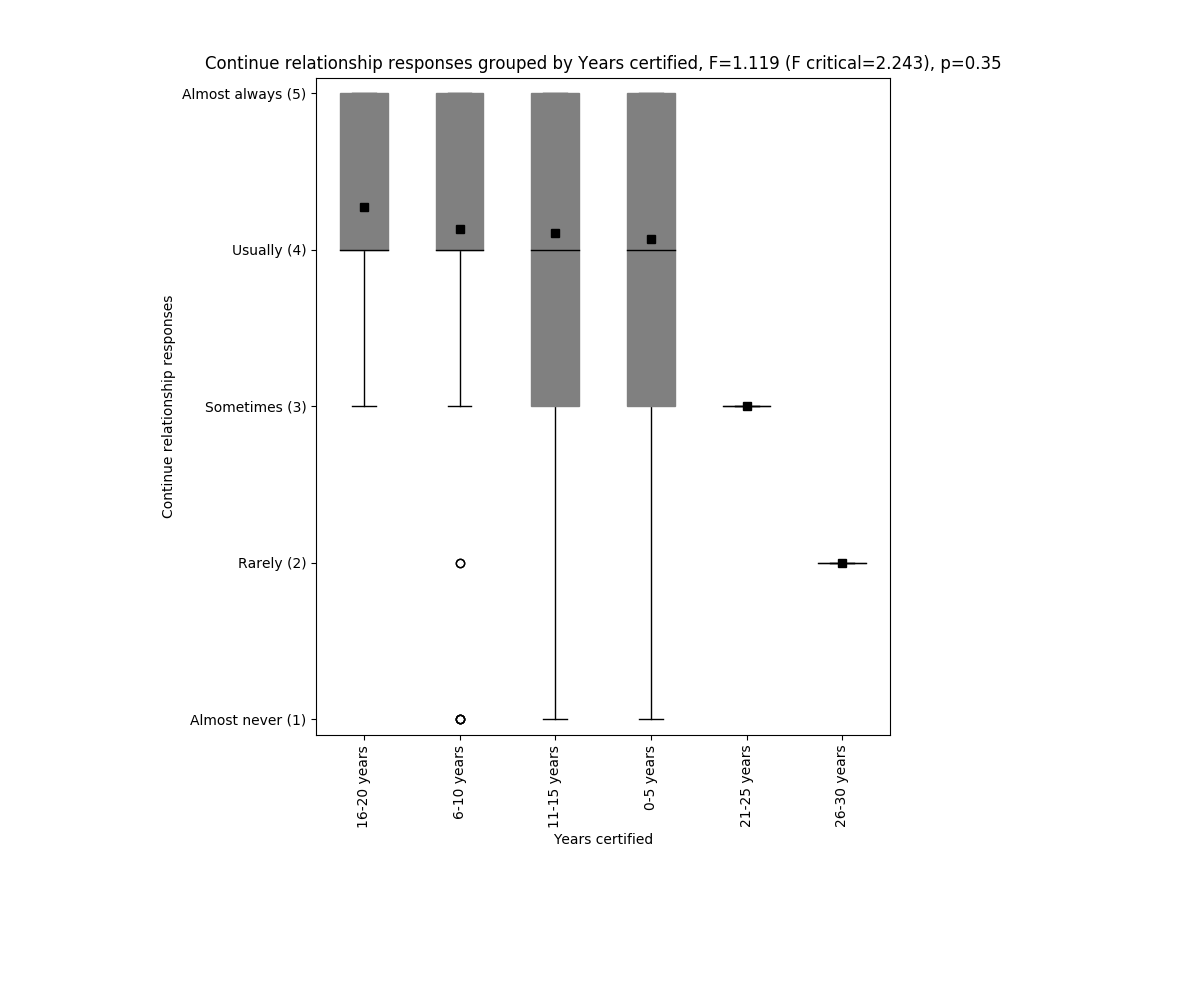 Continue relationship responses grouped by Years certified, F=1.119 (F critical=2.243), p=0.35
Almost always (5)
Usually (4)
Sometimes (3)
Rarely (2)
Almost never (1)
Continue relationship responses
16-20 years
6-10 years
11-15 years
0-5 years
21-25 years
26-30 years
Years certified